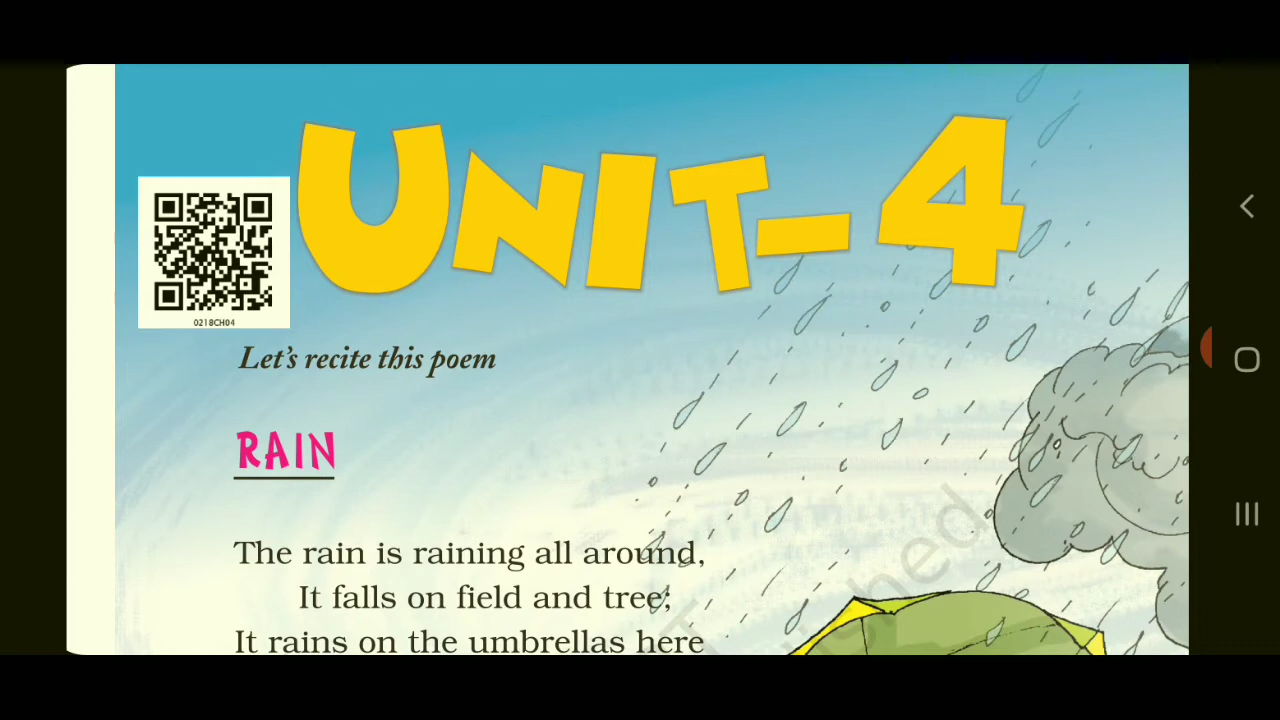 UNIT-4
0218CH04
Let's recite this poem
RAIN
The rain is raining all around,
It falls on field and tree;
It rains on the umbrellas here